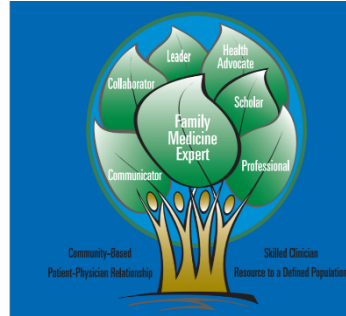 Leader
Health
Advocate
Collaborator
Scholar
Family
Medicine
Expert
Communicator
Professional
Community-Based
Patient-Physician Relationship
Skilled Clinician
Resource to a Defined Population